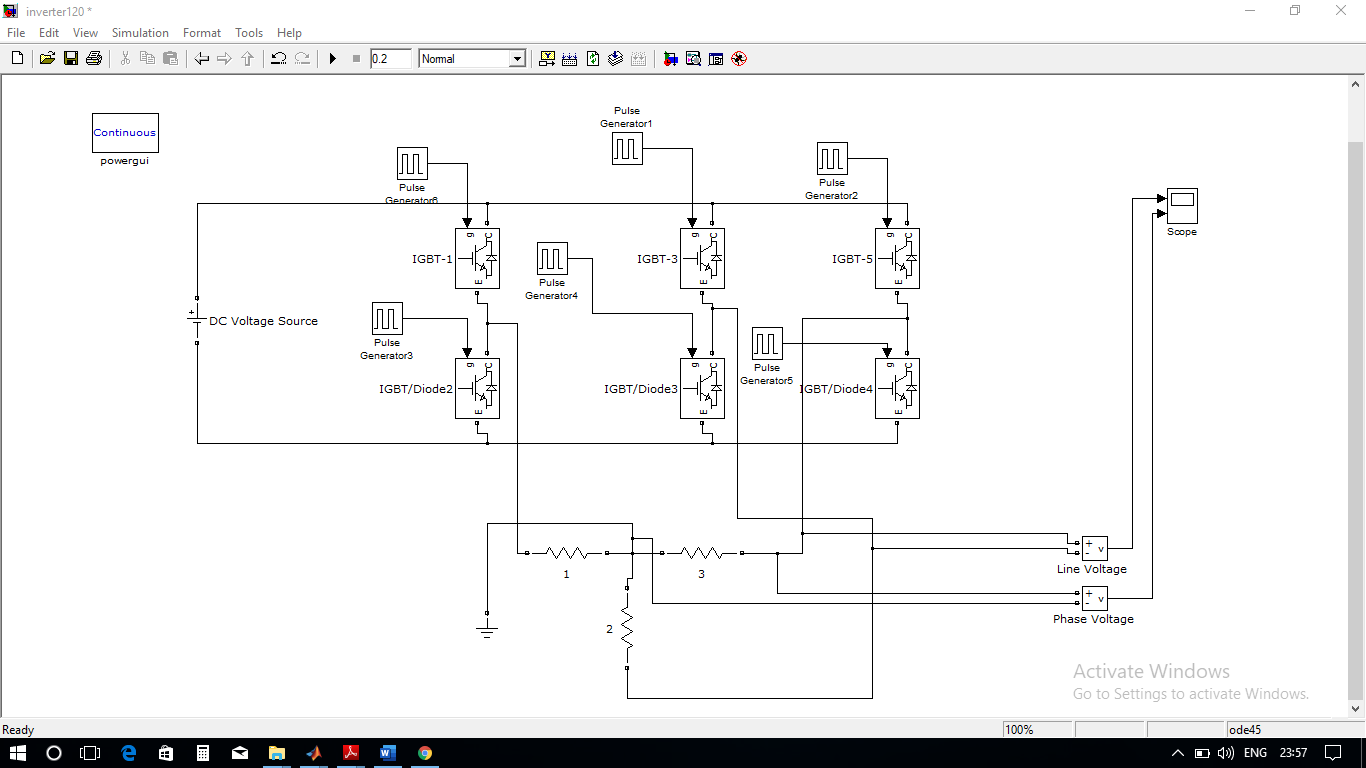 inverter120 *
File Edit View Simulation Format Tools Help
0.2 Normal
Continuous
powergui
Pulse
Generator6
Pulse
Generator1
Pulse
Generator2
g C
IGBT-1
E
g C
IGBT-3
E
g C
IGBT-5
E
Scope
Pulse
Generator4
+
DC Voltage Source
Pulse
Generator3
Pulse
Generator5
g C
IGBT/Diode2
E
g C
IGBT/Diode3
E
g C
IGBT/Diode4
E
1
3
2
+
- v
Line Voltage
+
- v
Phase Voltage
Activate Windows
Go to Settings to activate Windows.
Ready 100% ode45
ENG 23:57